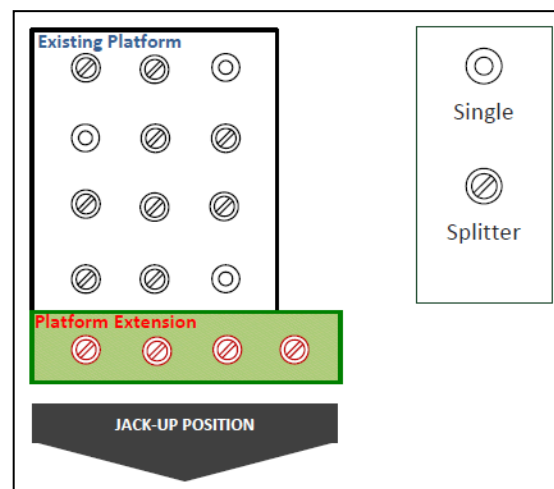 Existing Platform
Single
Splitter
Platform Extension
JACK-UP POSITION